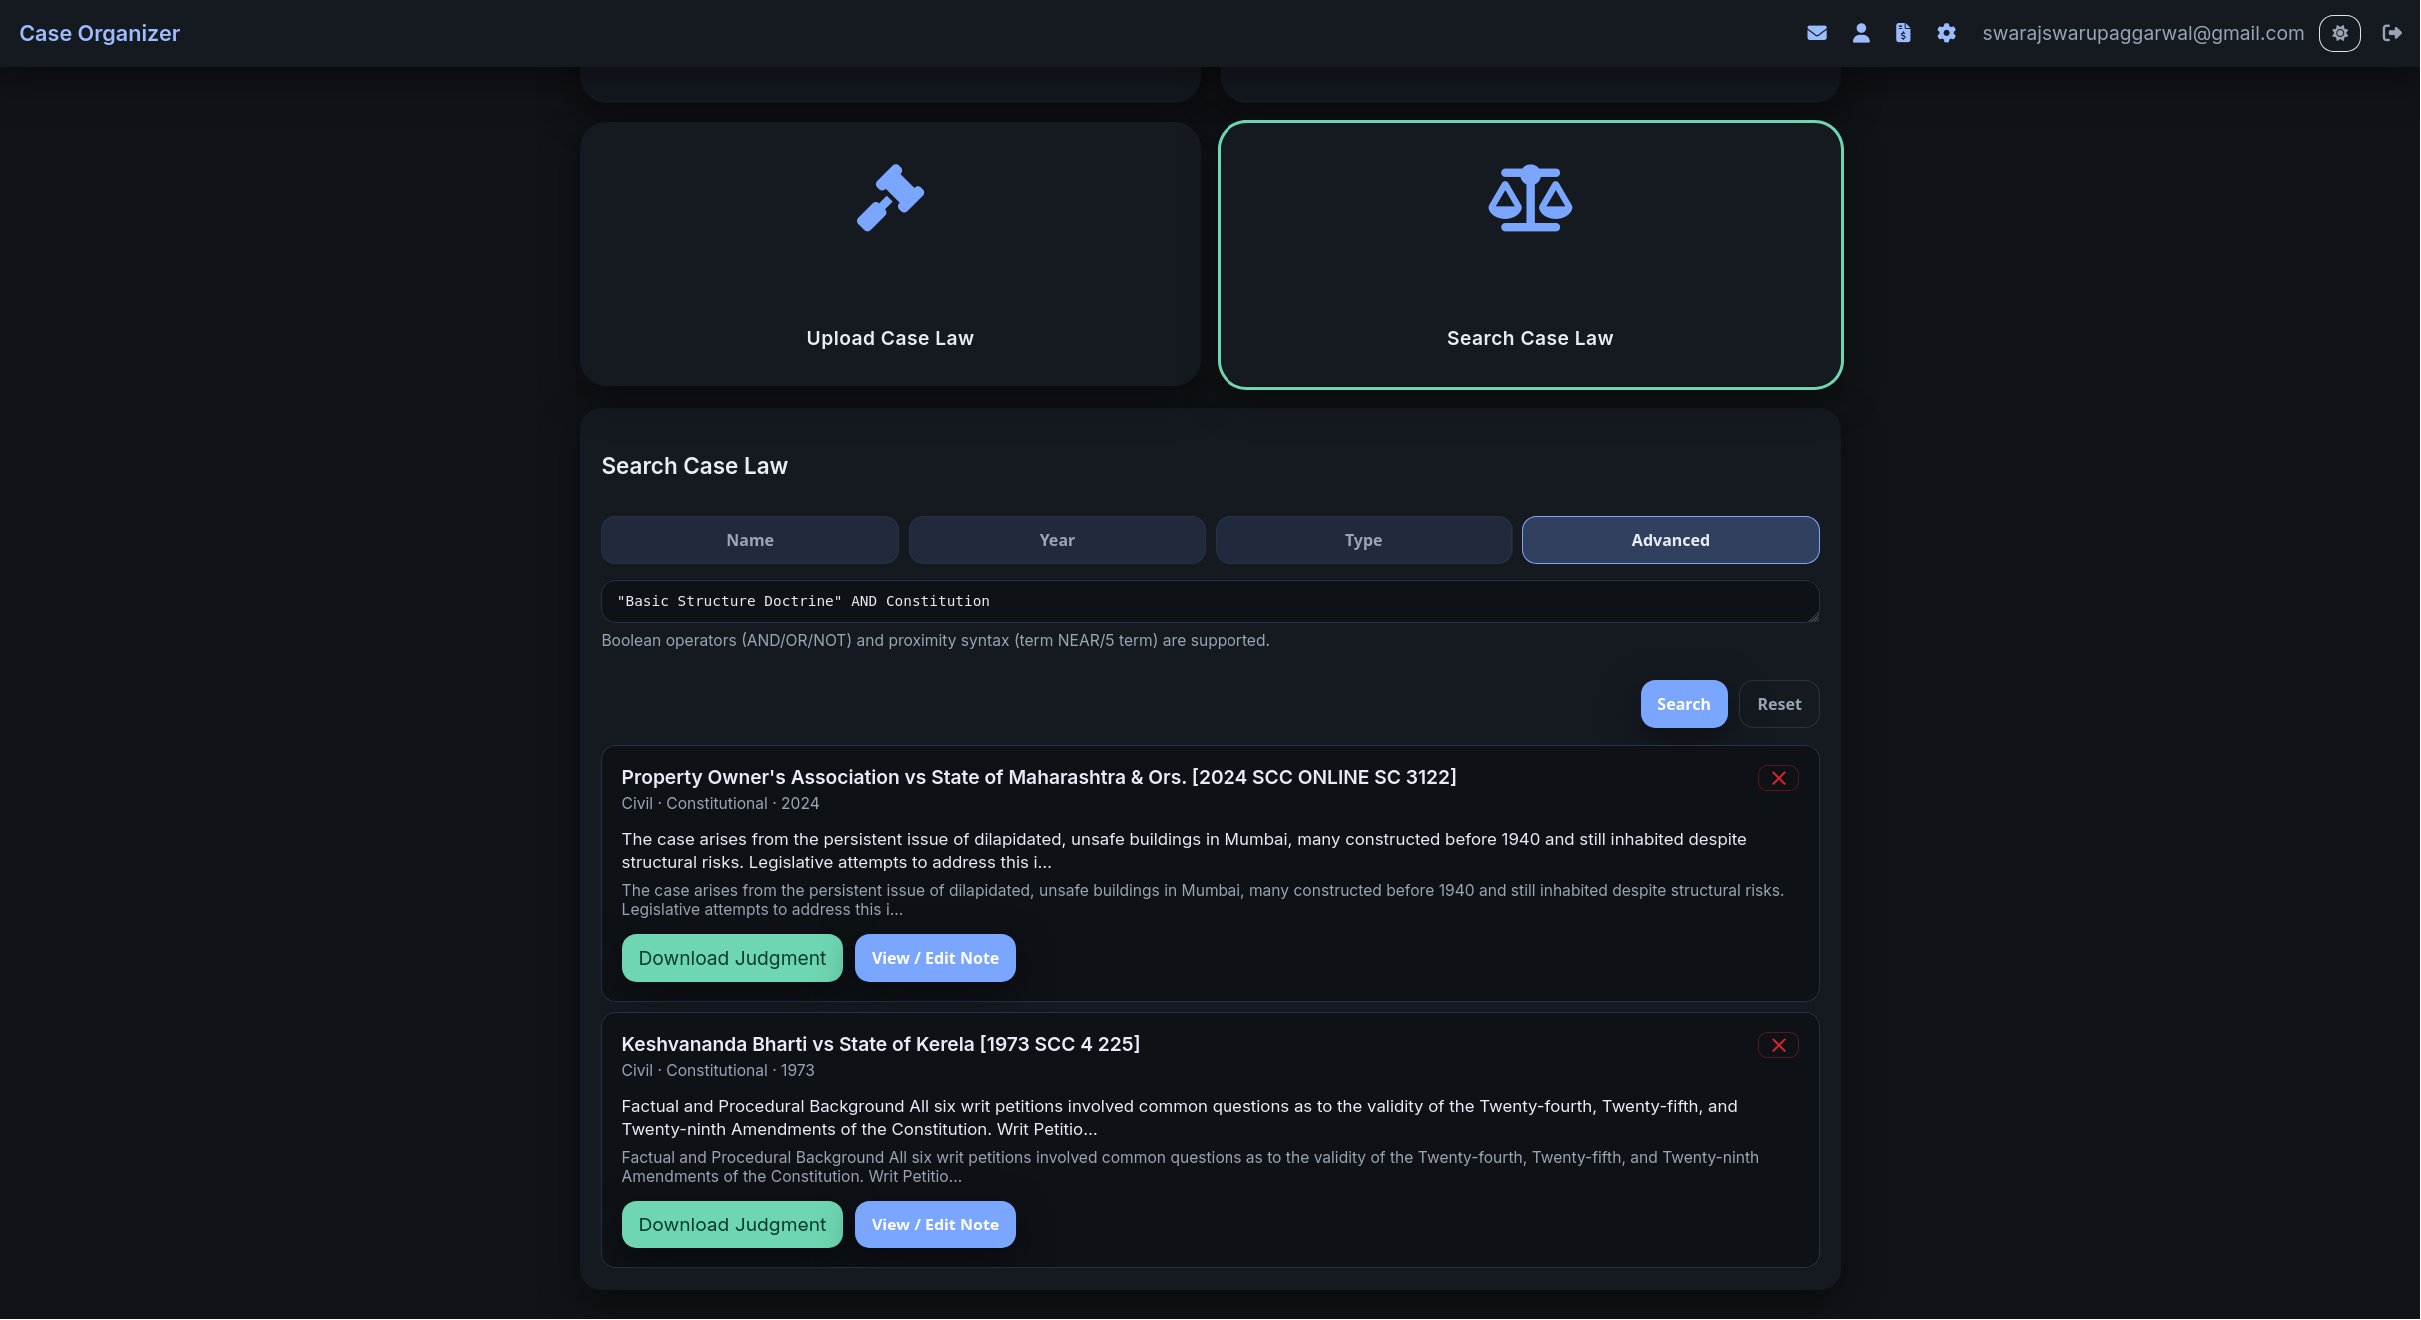 Case Organizer
swarajswarupaggarwal@gmail.com
Upload Case Law
Search Case Law
Search Case Law
Name
Year
Type
Advanced
"Basic Structure Doctrine" AND Constitution
Boolean operators (AND/OR/NOT) and proximity syntax (term NEAR/5 term) are supported.
Search
Reset
Property Owner's Association vs State of Maharashtra & Ors. [2024 SCC ONLINE SC 3122]
Civil · Constitutional · 2024
The case arises from the persistent issue of dilapidated, unsafe buildings in Mumbai, many constructed before 1940 and still inhabited despite
structural risks. Legislative attempts to address this i...
The case arises from the persistent issue of dilapidated, unsafe buildings in Mumbai, many constructed before 1940 and still inhabited despite structural risks.
Legislative attempts to address this i...
Download Judgment
View / Edit Note
Keshvananda Bharti vs State of Kerela [1973 SCC 4 225]
Civil · Constitutional · 1973
Factual and Procedural Background All six writ petitions involved common questions as to the validity of the Twenty-fourth, Twenty-fifth, and
Twenty-ninth Amendments of the Constitution. Writ Petitio...
Factual and Procedural Background All six writ petitions involved common questions as to the validity of the Twenty-fourth, Twenty-fifth, and Twenty-ninth
Amendments of the Constitution. Writ Petitio...
Download Judgment
View / Edit Note